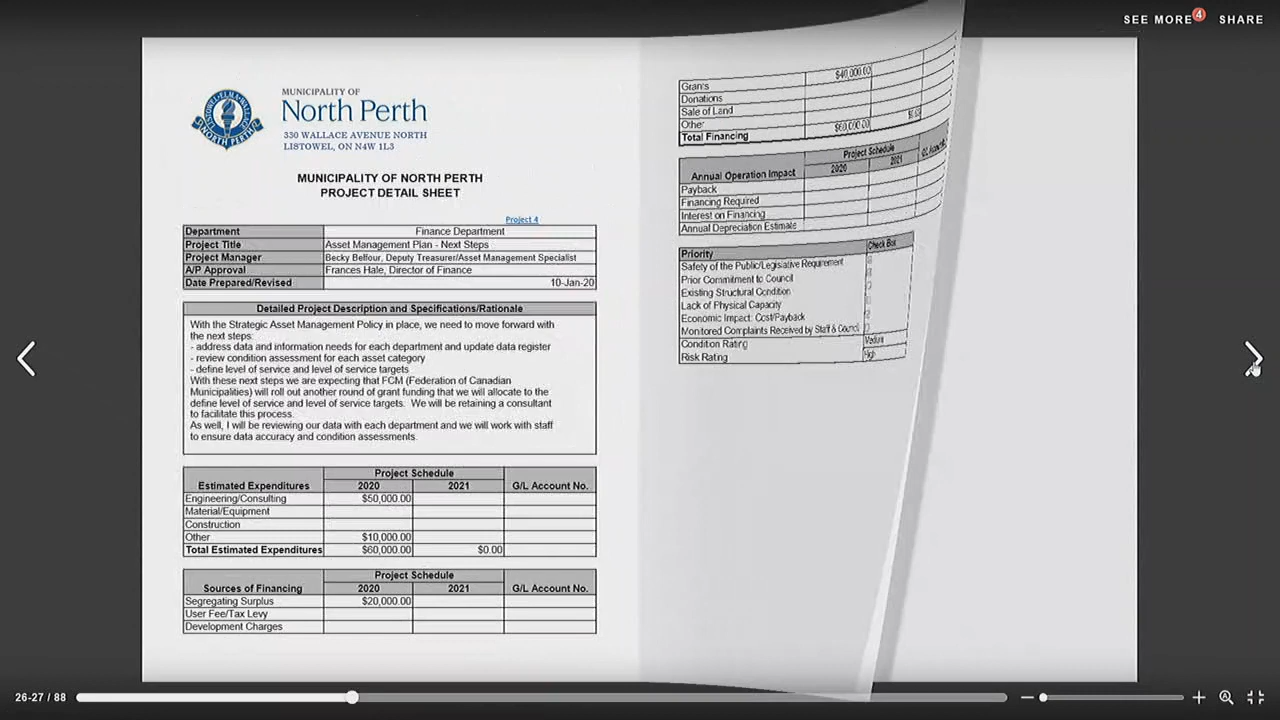 SEE MORE 4 SHARE
MUNICIPALITY OF
North Perth
330 WALLACE AVENUE NORTH
LISTOWEL, ON N4W 1L3
MUNICIPALITY OF NORTH PERTH
PROJECT DETAIL SHEET
Project 4
Department Finance Department
Project Title Asset Management Plan - Next Steps
Project Manager Becky Belfour, Deputy Treasurer/Asset Management Specialist
A/P Approval Frances Hale, Director of Finance
Date Prepared/Revised 10-Jan-20
Detailed Project Description and Specifications/Rationale
With the Strategic Asset Management Policy in place, we need to move forward with
the next steps:
- address data and information needs for each department and update data register
- review condition assessment for each asset category
- define level of service and level of service targets
With these next steps we are expecting that FCM (Federation of Canadian
Municipalities) will roll out another round of grant funding that we will allocate to the
define level of service and level of service targets. We will be retaining a consultant
to facilitate this process.
As well, I will be reviewing our data with each department and we will work with staff
to ensure data accuracy and condition assessments.
Project Schedule
Estimated Expenditures 2020 2021 G/L Account No.
Engineering/Consulting $50,000.00
Material/Equipment
Construction
Other $10,000.00
Total Estimated Expenditures $60,000.00 $0.00
Project Schedule
Sources of Financing 2020 2021 G/L Account No.
Segregating Surplus $20,000.00
User Fee/Tax Levy
Development Charges
Grants $40,000.00
Donations
Sale of Land
Other
Total Financing $60,000.00
Project Schedule
Annual Operation Impact 2020 2021
Payback
Financing Required
Interest on Financing
Annual Depreciation Estimate
Priority Check Box
Safety of the Public/Legislative Requirement
Prior Commitment to Council
Existing Structural Condition
Lack of Physical Capacity
Economic Impact: Cost/Payback
Monitored Complaints Received by Staff & Council
Condition Rating Medium
Risk Rating High
26-27 / 88